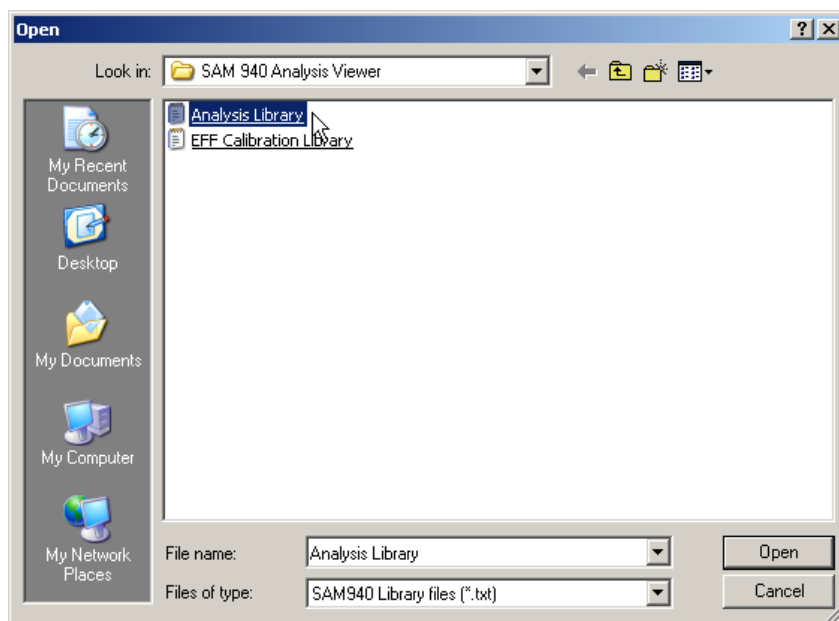 Open
Look in:
SAM 940 Analysis Viewer
My Recent
Documents
Desktop
My Documents
My Computer
My Network
Places
Analysis Library
EFF Calibration Library
File name:
Analysis Library
Open
Files of type:
SAM940 Library files (*.txt)
Cancel